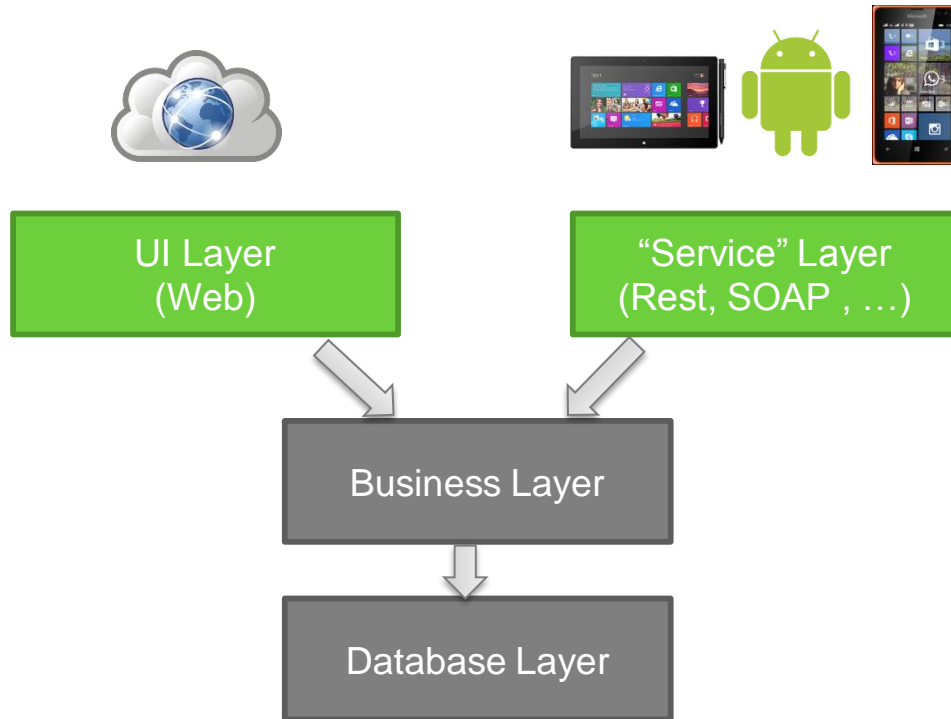 UI Layer
(Web)
“Service” Layer
(Rest, SOAP , …)
Business Layer
Database Layer